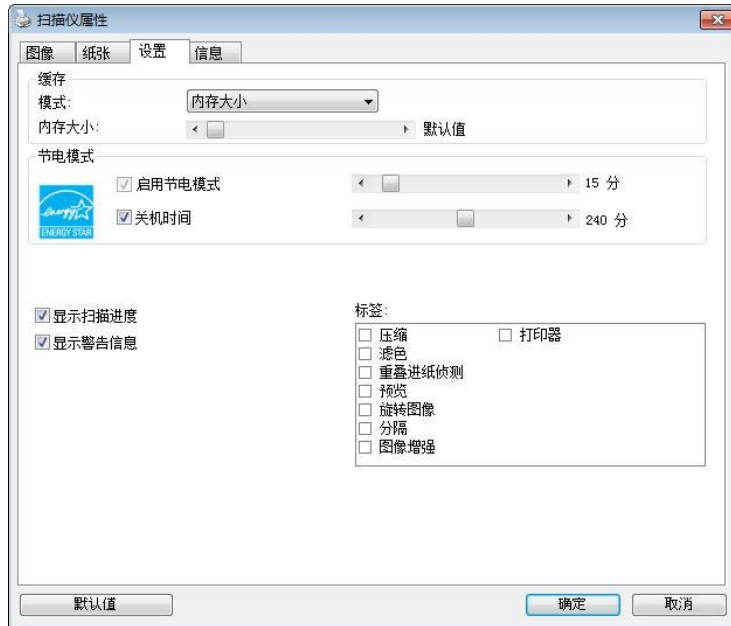 扫描仪属性
图像 纸张 设置 信息
缓存
模式: 内存大小
内存大小: 默认值
节电模式
启用节电模式 15 分
关机时间 240 分
energy
ENERGY STAR
显示扫描进度
显示警告信息
标签:
压缩 打印器
滤色
重叠进纸侦测
预览
旋转图像
分隔
图像增强
默认值 确定 取消